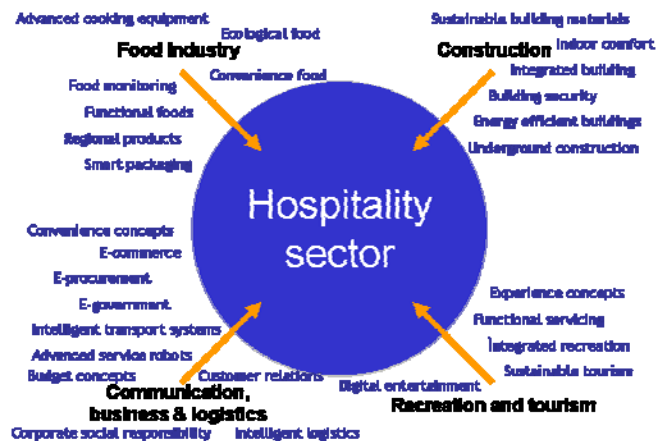 Advanced cooking equipment
Ecological food
Food Industry
Convenience food
Food monitoring
Functional foods
Regional products
Smart packaging
Sustainable building materials
Indoor comfort
Construction
Integrated building
Building security
Energy efficient buildings
Underground construction
Hospitality
sector
Convenience concepts
E-commerce
E-procurement
E-government
Intelligent transport systems
Advanced service robots
Budget concepts
Customer relations
Communication,
business & logistics
Corporate social responsibility
Intelligent logistics
Experience concepts
Functional servicing
Integrated recreation
Sustainable tourism
Digital entertainment
Recreation and tourism